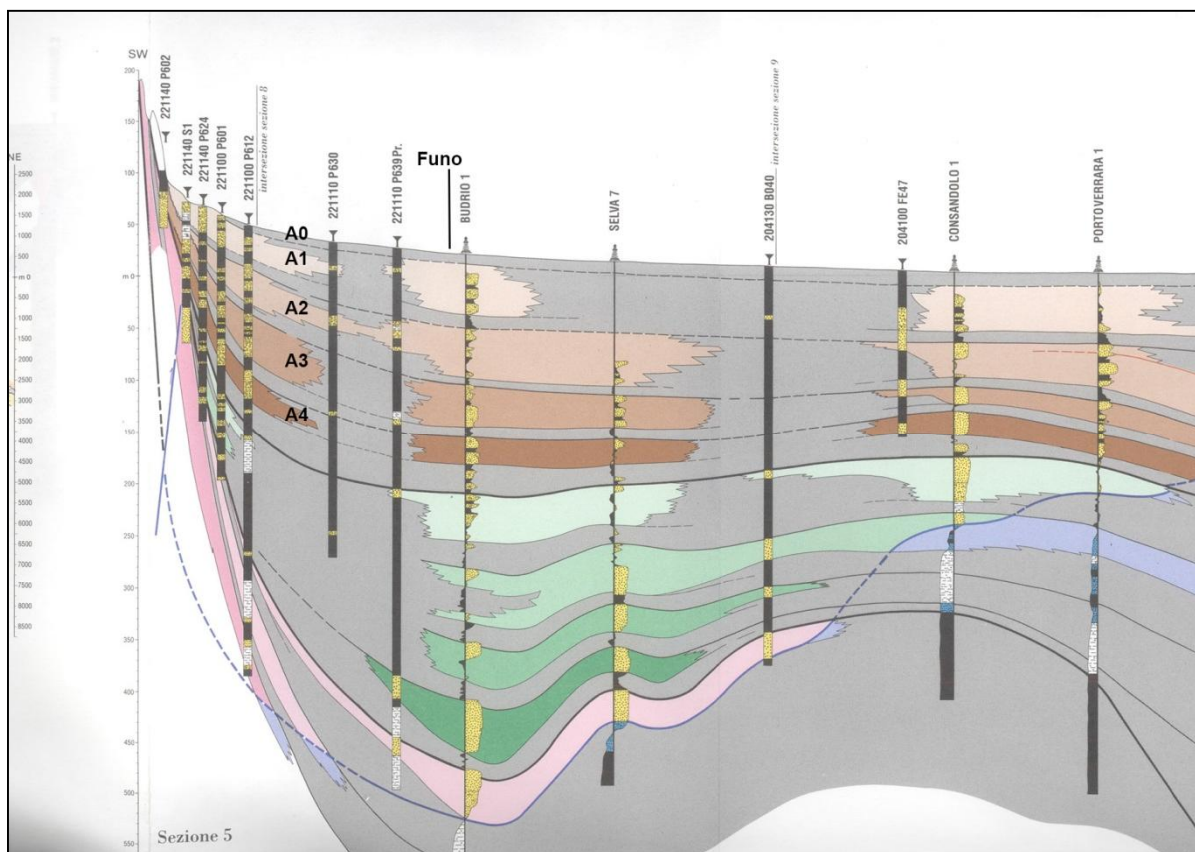 SW
221140 P602
221140 S1
221140 P624
221100 P601
221100 P612
intersezione sezione 8
221110 P630
221110 P639Pr.
Funo
BUDRIO 1
SELVA 7
204130 B040
intersezione sezione 9
204100 FE47
CONSANDOLO 1
PORTOVERRARA 1
200
150
100
50
m 0
50
100
150
200
250
300
350
400
450
500
550
NE
2500
2000
1500
1000
500
m 0
500
1000
1500
2000
2500
3000
3500
4000
4500
5000
5500
6000
6500
7000
7500
8000
8500
A0
A1
A2
A3
A4
Sezione 5